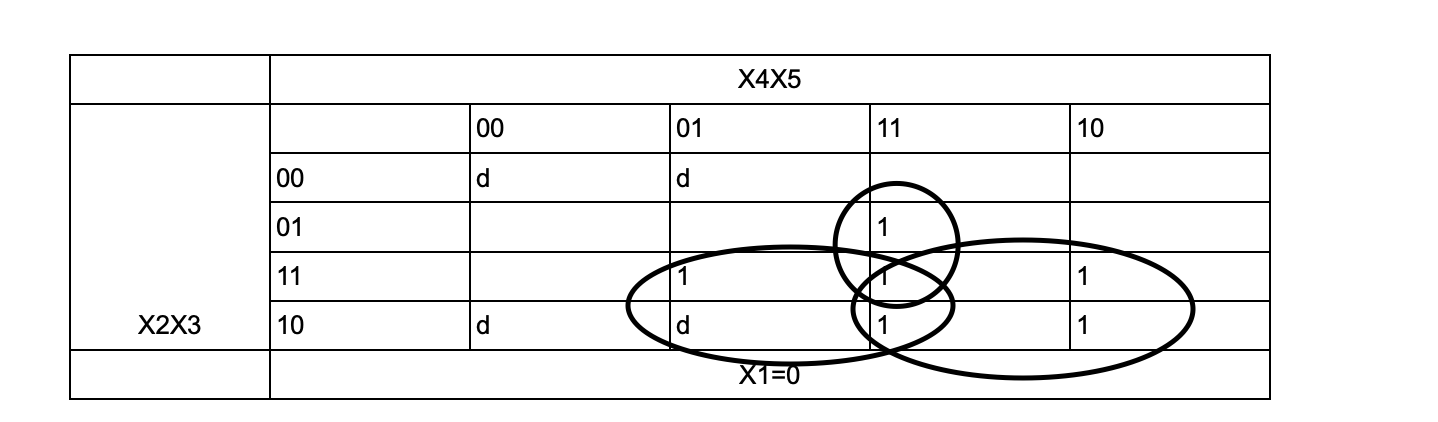 X4X5
00 01 11 10
00 d d
01 1
11 1 1 1
X2X3 10 d d 1 1
X1=0